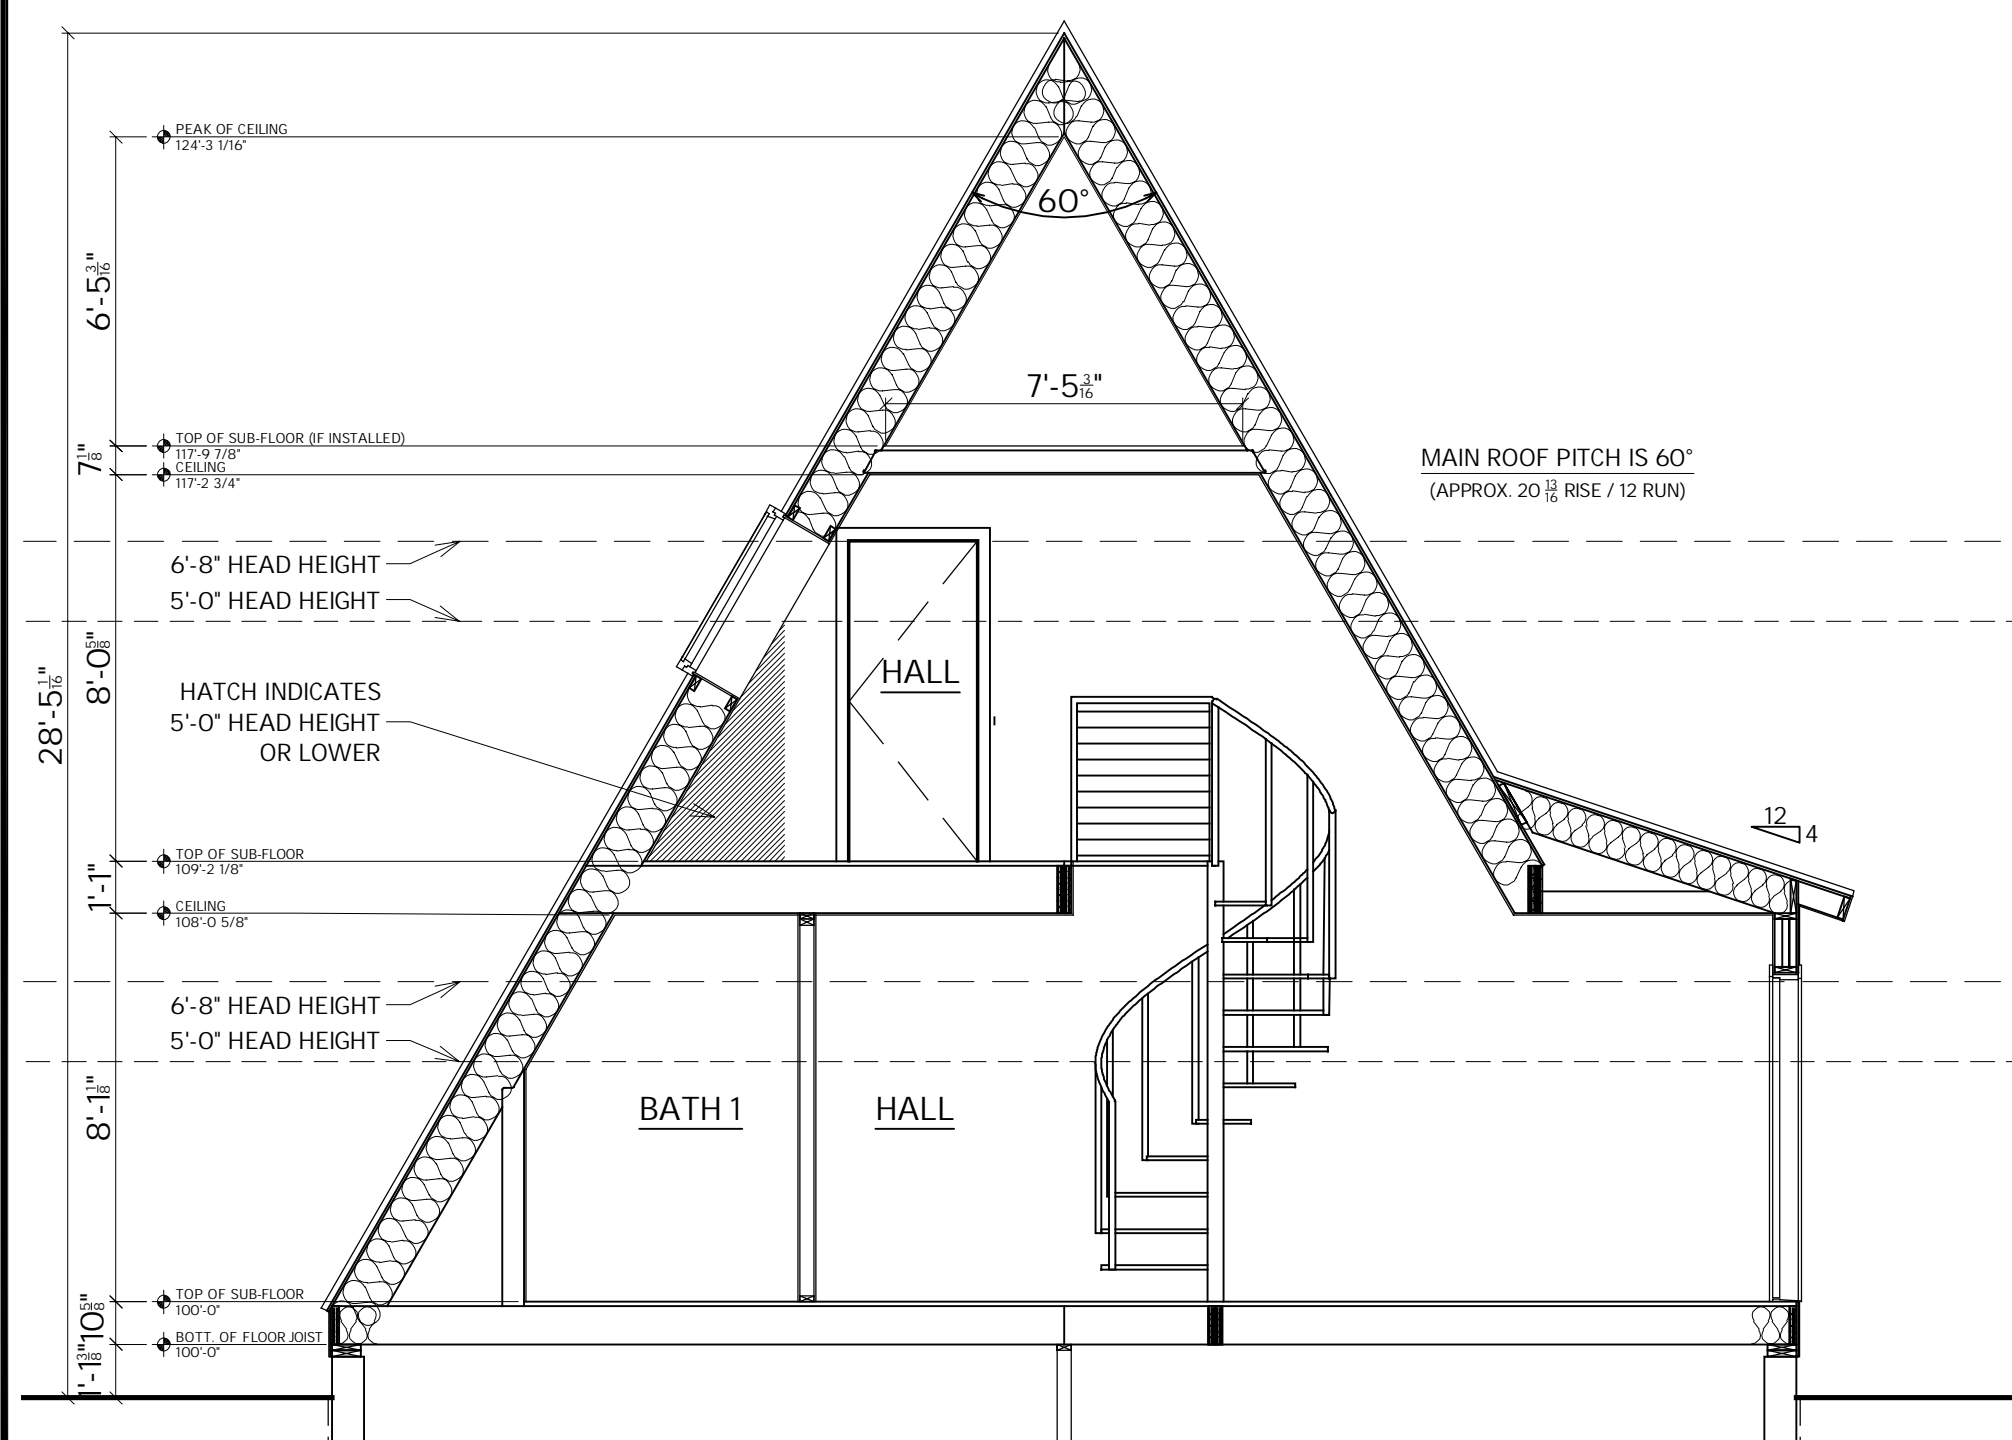 PEAK OF CEILING
124'-3 1/16"
60°
6'-5 3/16"
7'-5 3/16"
TOP OF SUB-FLOOR (IF INSTALLED)
117'-9 7/8"
CEILING
117'-2 3/4"
7 1/8"
MAIN ROOF PITCH IS 60°
(APPROX. 20 13/16 RISE / 12 RUN)
6'-8" HEAD HEIGHT
5'-0" HEAD HEIGHT
8'-0 5/8"
28'-5 1/16"
HALL
HATCH INDICATES
5'-0" HEAD HEIGHT
OR LOWER
12
4
TOP OF SUB-FLOOR
109'-2 1/8"
1'-1"
CEILING
108'-0 5/8"
6'-8" HEAD HEIGHT
5'-0" HEAD HEIGHT
8'-1 1/8"
BATH 1
HALL
TOP OF SUB-FLOOR
100'-0"
10 5/8"
BOTT. OF FLOOR JOIST
100'-0"
1'-1 3/8"